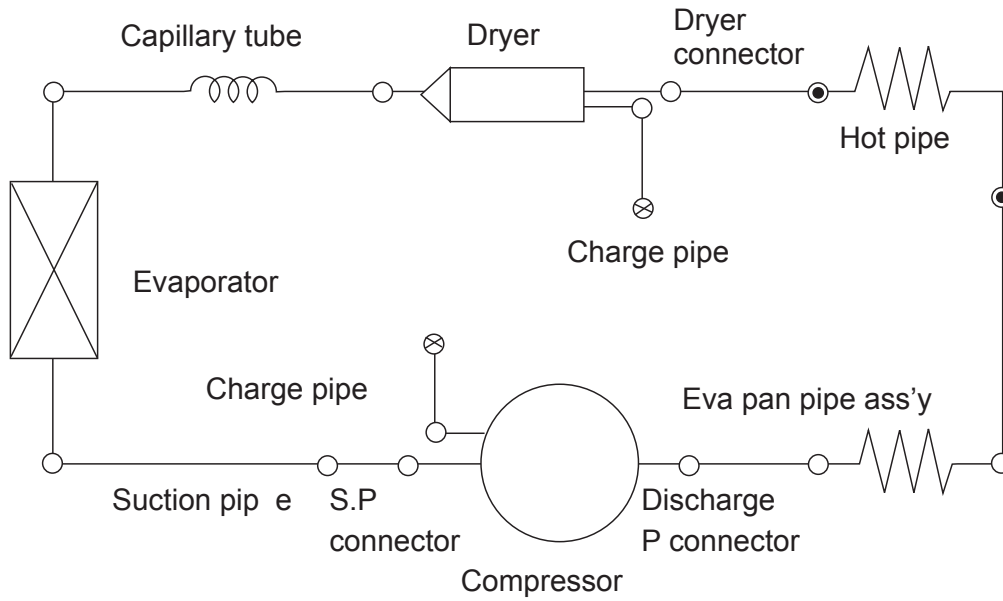 Capillary tube
Dryer
Dryer
connector
Hot pipe
Charge pipe
Evaporator
Charge pipe
Eva pan pipe ass’y
Suction pip e
S.P
connector
Discharge
P connector
Compressor